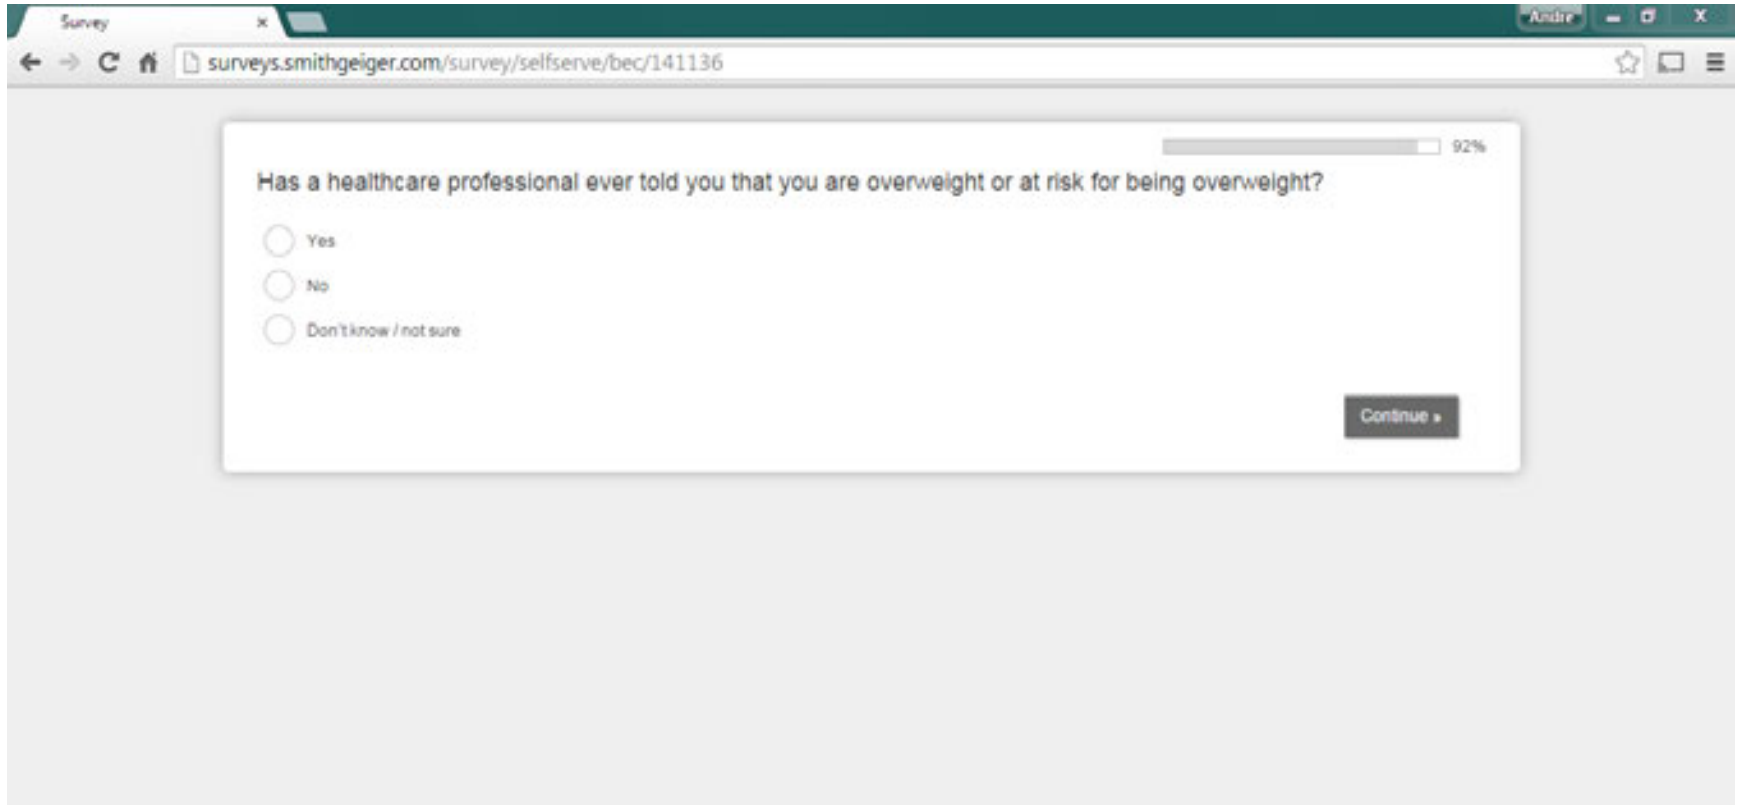 Survey
Andre
surveys.smithgeiger.com/survey/selfserve/bec/141136
92%
Has a healthcare professional ever told you that you are overweight or at risk for being overweight?
Yes
No
Don't know / not sure
Continue »